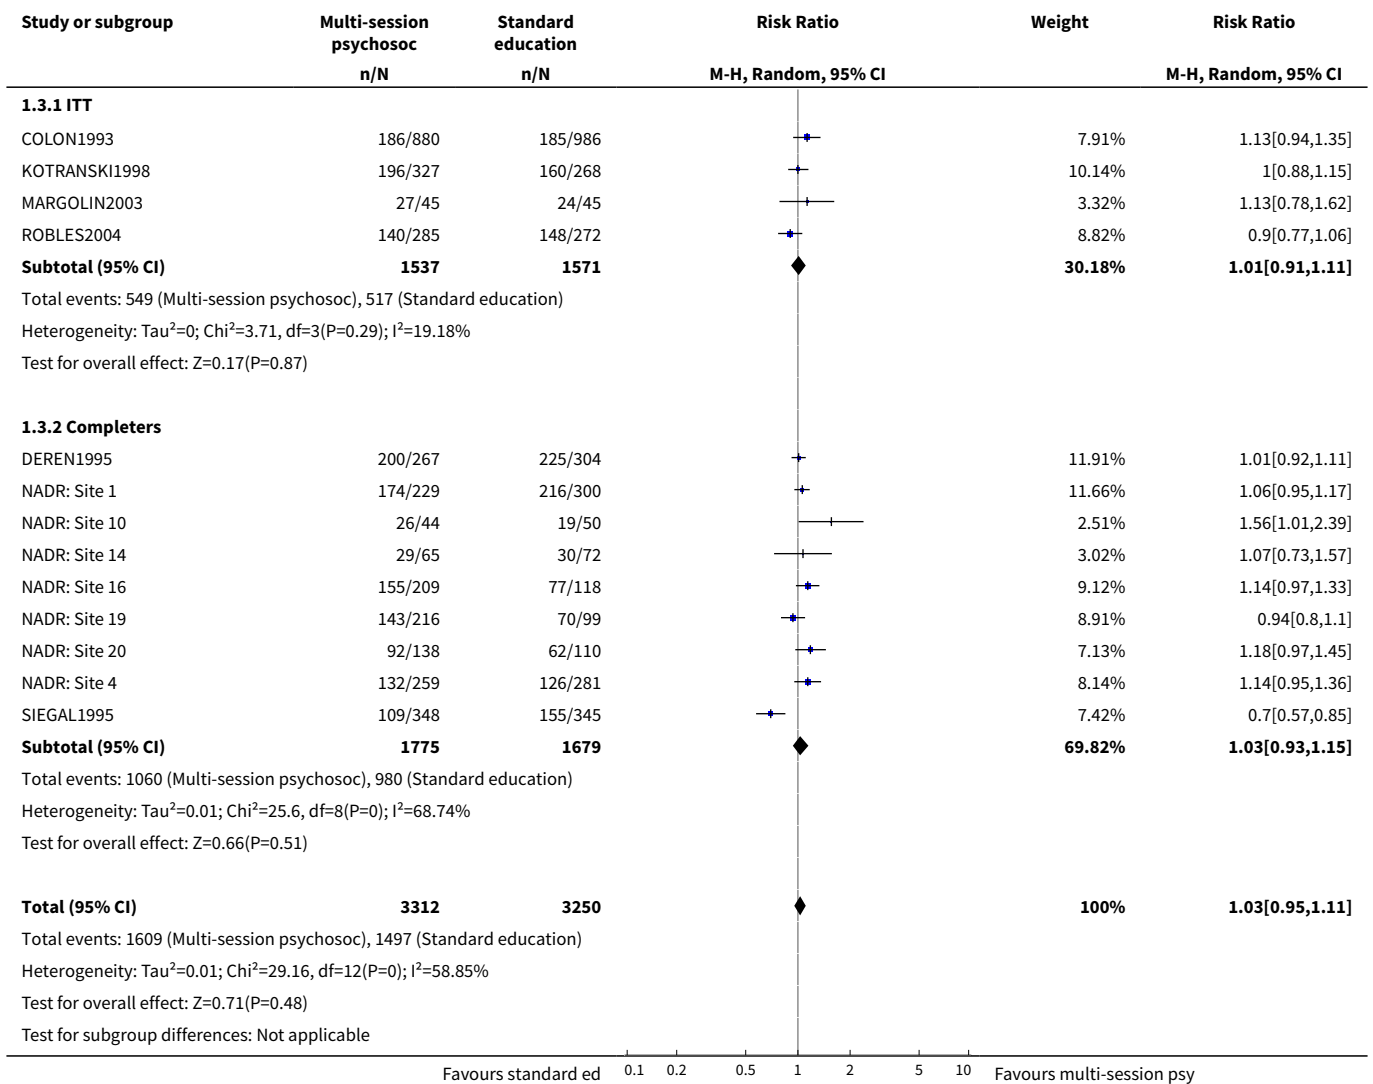 Study or subgroup Multi-session psychosoc Standard education Risk Ratio Weight Risk Ratio
n/N n/N M-H, Random, 95% CI M-H, Random, 95% CI
1.3.1 ITT
COLON1993 186/880 185/986 7.91% 1.13[0.94,1.35]
KOTRANSKI1998 196/327 160/268 10.14% 1[0.88,1.15]
MARGOLIN2003 27/45 24/45 3.32% 1.13[0.78,1.62]
ROBLES2004 140/285 148/272 8.82% 0.9[0.77,1.06]
Subtotal (95% CI) 1537 1571 30.18% 1.01[0.91,1.11]
Total events: 549 (Multi-session psychosoc), 517 (Standard education)
Heterogeneity: Tau²=0; Chi²=3.71, df=3(P=0.29); I²=19.18%
Test for overall effect: Z=0.17(P=0.87)
1.3.2 Completers
DEREN1995 200/267 225/304 11.91% 1.01[0.92,1.11]
NADR: Site 1 174/229 216/300 11.66% 1.06[0.95,1.17]
NADR: Site 10 26/44 19/50 2.51% 1.56[1.01,2.39]
NADR: Site 14 29/65 30/72 3.02% 1.07[0.73,1.57]
NADR: Site 16 155/209 77/118 9.12% 1.14[0.97,1.33]
NADR: Site 19 143/216 70/99 8.91% 0.94[0.8,1.1]
NADR: Site 20 92/138 62/110 7.13% 1.18[0.97,1.45]
NADR: Site 4 132/259 126/281 8.14% 1.14[0.95,1.36]
SIEGAL1995 109/348 155/345 7.42% 0.7[0.57,0.85]
Subtotal (95% CI) 1775 1679 69.82% 1.03[0.93,1.15]
Total events: 1060 (Multi-session psychosoc), 980 (Standard education)
Heterogeneity: Tau²=0.01; Chi²=25.6, df=8(P=0); I²=68.74%
Test for overall effect: Z=0.66(P=0.51)
Total (95% CI) 3312 3250 100% 1.03[0.95,1.11]
Total events: 1609 (Multi-session psychosoc), 1497 (Standard education)
Heterogeneity: Tau²=0.01; Chi²=29.16, df=12(P=0); I²=58.85%
Test for overall effect: Z=0.71(P=0.48)
Test for subgroup differences: Not applicable
Favours standard ed 0.1 0.2 0.5 1 2 5 10 Favours multi-session psy